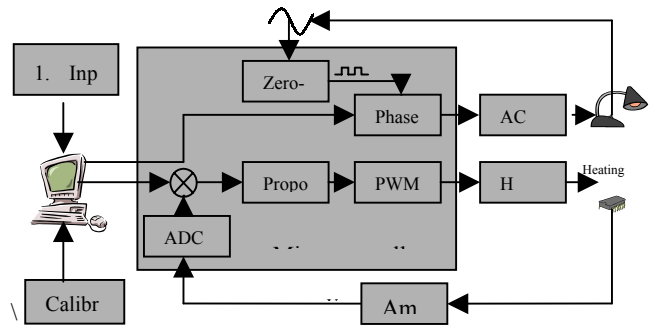 1. Inp
Zero-
Phase
AC
Propo
PWM
H
Heating
ADC
Calibr
\
Am